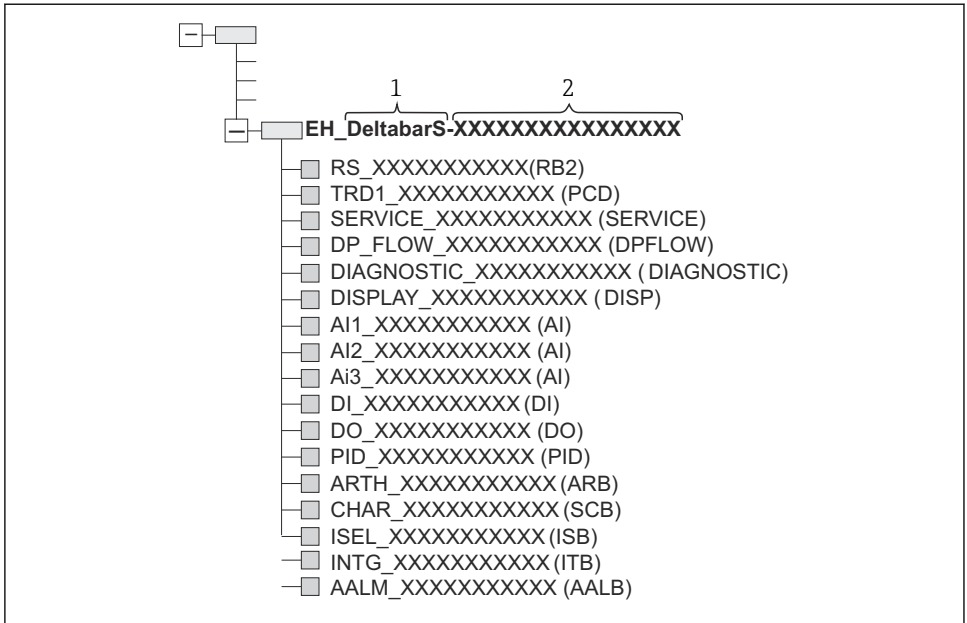 1 2
EH_DeltabarS-XXXXXXXXXXXXXXXX
RS_XXXXXXXXXXX(RB2)
TRD1_XXXXXXXXXXX (PCD)
SERVICE_XXXXXXXXXXX (SERVICE)
DP_FLOW_XXXXXXXXXXX (DPFLOW)
DIAGNOSTIC_XXXXXXXXXXX ( DIAGNOSTIC)
DISPLAY_XXXXXXXXXXX ( DISP)
AI1_XXXXXXXXXXX (AI)
AI2_XXXXXXXXXXX (AI)
Ai3_XXXXXXXXXXX (AI)
DI_XXXXXXXXXXX (DI)
DO_XXXXXXXXXXX (DO)
PID_XXXXXXXXXXX (PID)
ARTH_XXXXXXXXXXX (ARB)
CHAR_XXXXXXXXXXX (SCB)
ISEL_XXXXXXXXXXX (ISB)
INTG_XXXXXXXXXXX (ITB)
AALM_XXXXXXXXXXX (AALB)